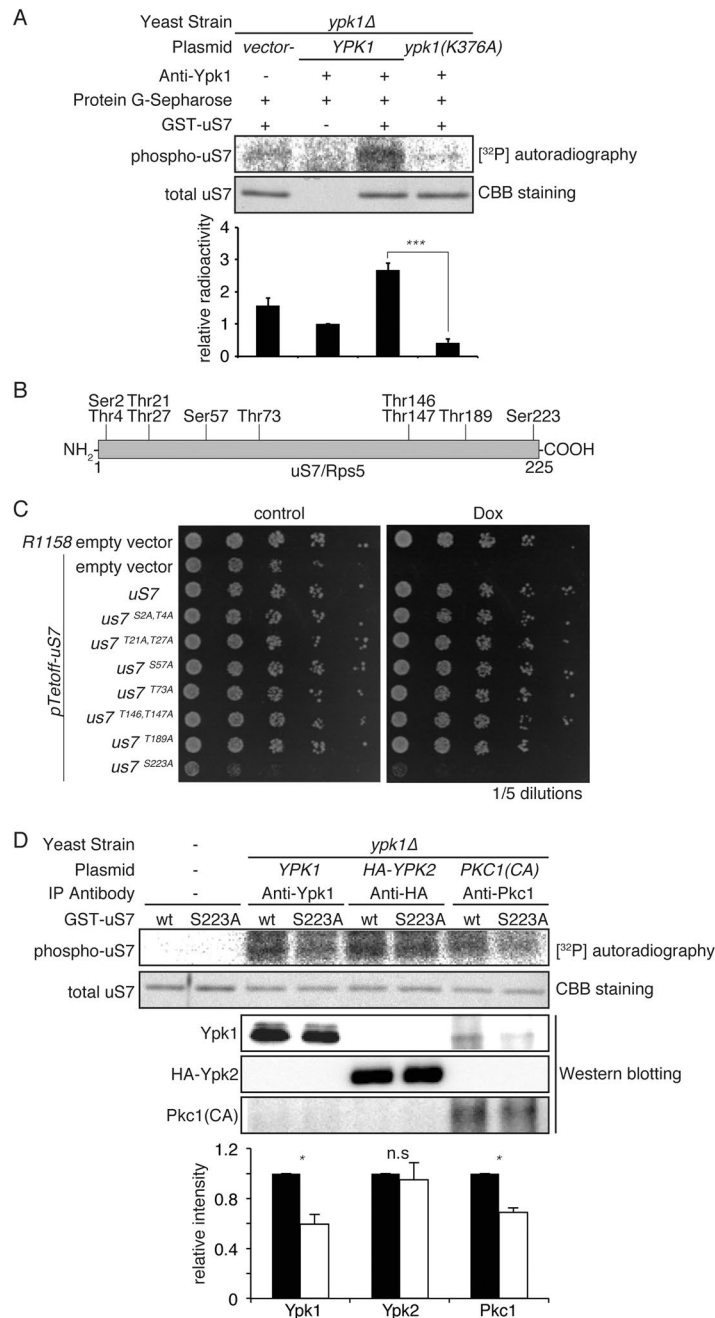 A
Yeast Strain ypk1Δ
Plasmid vector- YPK1 ypk1(K376A)
Anti-Ypk1 - + + +
Protein G-Sepharose + + + +
GST-uS7 + - + +
phospho-uS7 [32P] autoradiography
total uS7 CBB staining
relative radioactivity
4
3
2
1
0
***
B
Ser2 Thr21 Thr146
Thr4 Thr27 Ser57 Thr73 Thr147 Thr189 Ser223
NH2 COOH
1 uS7/Rps5 225
C
control Dox
R1158 empty vector
empty vector
uS7
us7 S2A,T4A
us7 T21A,T27A
us7 S57A
us7 T73A
us7 T146,T147A
us7 T189A
us7 S223A
pTetoff-uS7
1/5 dilutions
D
Yeast Strain - ypk1Δ
Plasmid - YPK1 HA-YPK2 PKC1(CA)
IP Antibody - Anti-Ypk1 Anti-HA Anti-Pkc1
GST-uS7 wt S223A wt S223A wt S223A wt S223A
phospho-uS7 [32P] autoradiography
total uS7 CBB staining
Ypk1
HA-Ypk2 Western blotting
Pkc1(CA)
relative intensity
1.2
0.8
0.4
0
* n.s *
Ypk1 Ypk2 Pkc1